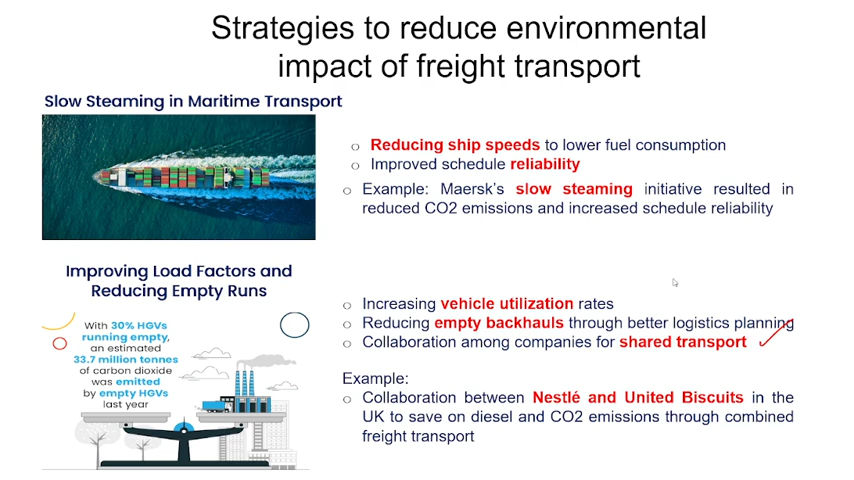 Strategies to reduce environmental
impact of freight transport
Slow Steaming in Maritime Transport
o Reducing ship speeds to lower fuel consumption
o Improved schedule reliability
o Example: Maersk's slow steaming initiative resulted in
reduced CO2 emissions and increased schedule reliability
Improving Load Factors and
Reducing Empty Runs
With 30% HGVs
running empty,
an estimated
33.7 million tonnes
of carbon dioxide
was emitted
by empty HGVs
last year
o Increasing vehicle utilization rates
o Reducing empty backhauls through better logistics planning
o Collaboration among companies for shared transport
Example:
o Collaboration between Nestlé and United Biscuits in the
UK to save on diesel and CO2 emissions through combined
freight transport